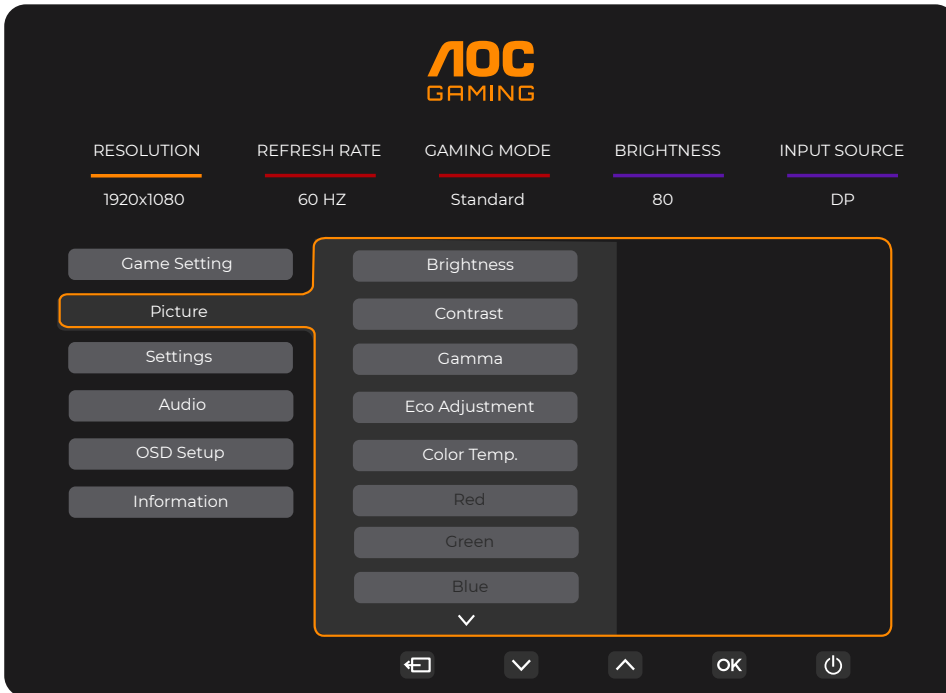 AOC
GAMING
RESOLUTION REFRESH RATE GAMING MODE BRIGHTNESS INPUT SOURCE
1920x1080 60 HZ Standard 80 DP
Game Setting
Picture
Settings
Audio
OSD Setup
Information
Brightness
Contrast
Gamma
Eco Adjustment
Color Temp.
Red
Green
Blue
OK